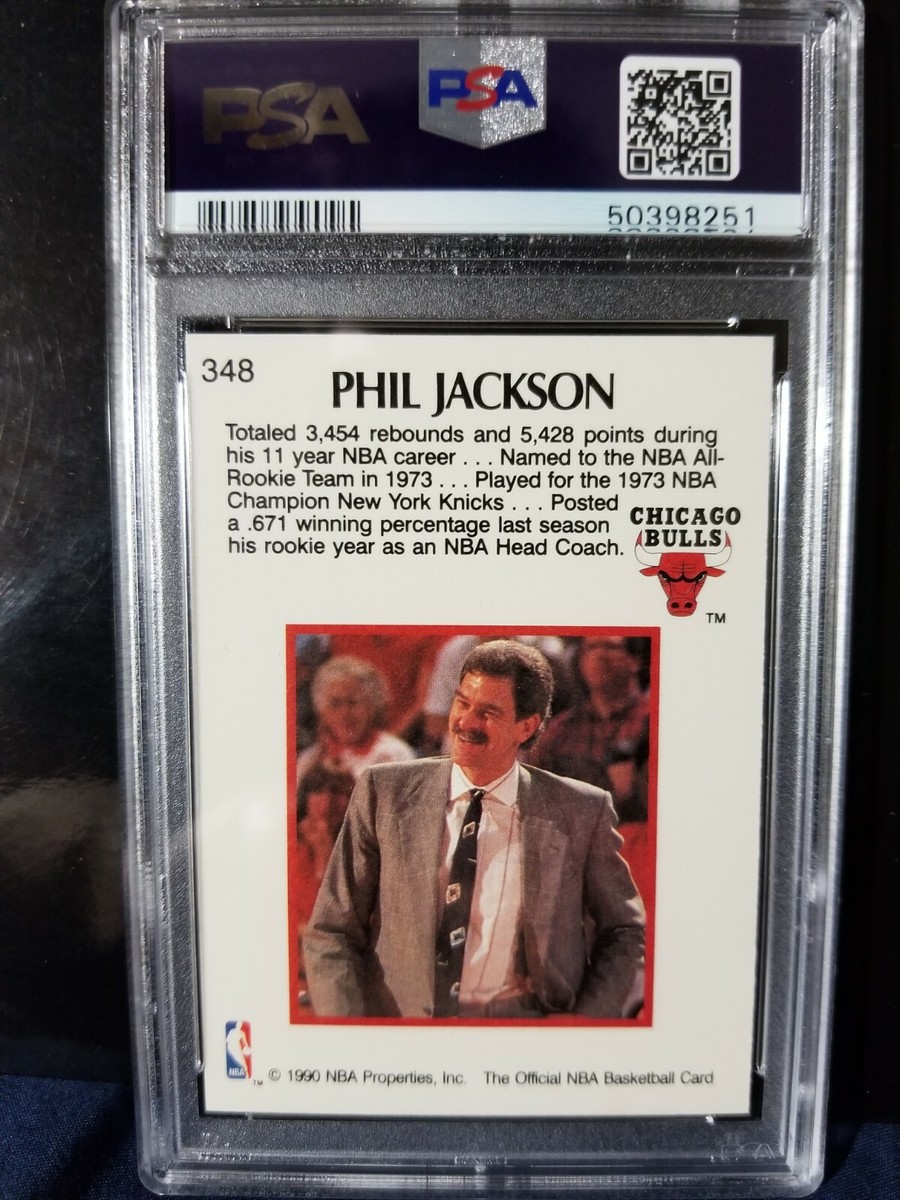 PSA
PSA
50398251
348
PHIL JACKSON
Totaled 3,454 rebounds and 5,428 points during
his 11 year NBA career . . . Named to the NBA All-
Rookie Team in 1973 . . . Played for the 1973 NBA
Champion New York Knicks . . . Posted
a .671 winning percentage last season
his rookie year as an NBA Head Coach.
CHICAGO
BULLS
TM
NBA
TM © 1990 NBA Properties, Inc. The Official NBA Basketball Card
PSA